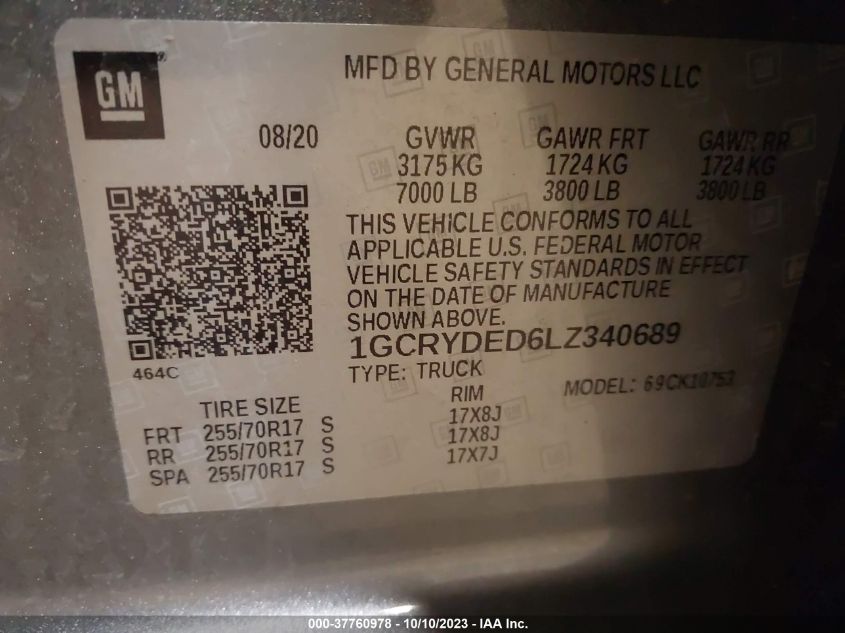 GM
MFD BY GENERAL MOTORS LLC
08/20 GVWR GAWR FRT GAWR RR
3175 KG 1724 KG 1724 KG
7000 LB 3800 LB 3800 LB
THIS VEHICLE CONFORMS TO ALL
APPLICABLE U.S. FEDERAL MOTOR
VEHICLE SAFETY STANDARDS IN EFFECT
ON THE DATE OF MANUFACTURE
SHOWN ABOVE.
1GCRYDED6LZ340689
464C
TYPE: TRUCK
MODEL: 69CK10753
TIRE SIZE RIM
FRT 255/70R17 S 17X8J
RR 255/70R17 S 17X8J
SPA 255/70R17 S 17X7J
000-37760978 - 10/10/2023 - IAA Inc.